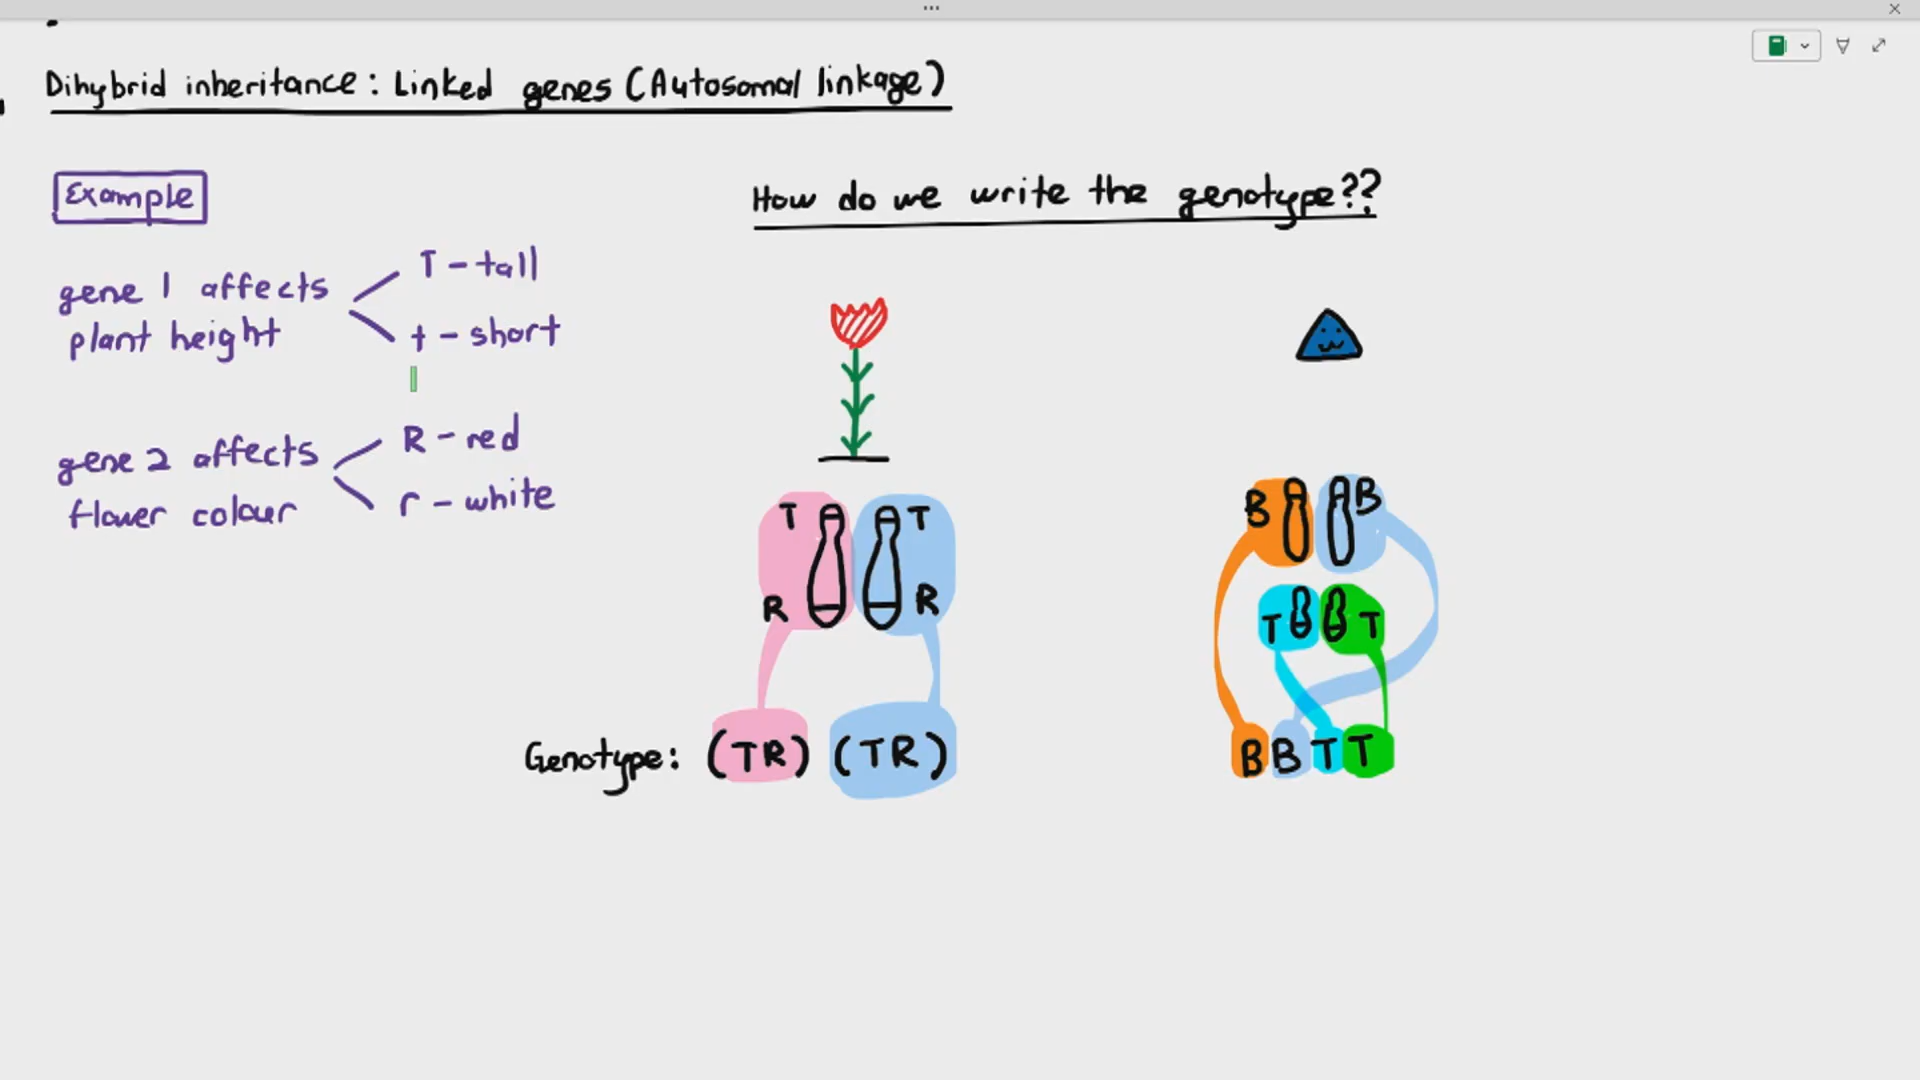 Dihybrid inheritance: Linked genes (Autosomal linkage)
Example
How do we write the genotype??
gene 1 affects
plant height
T - tall
t - short
gene 2 affects
flower colour
R - red
r - white
T T
R R
B B
T T
Genotype: (TR) (TR)
B B T T